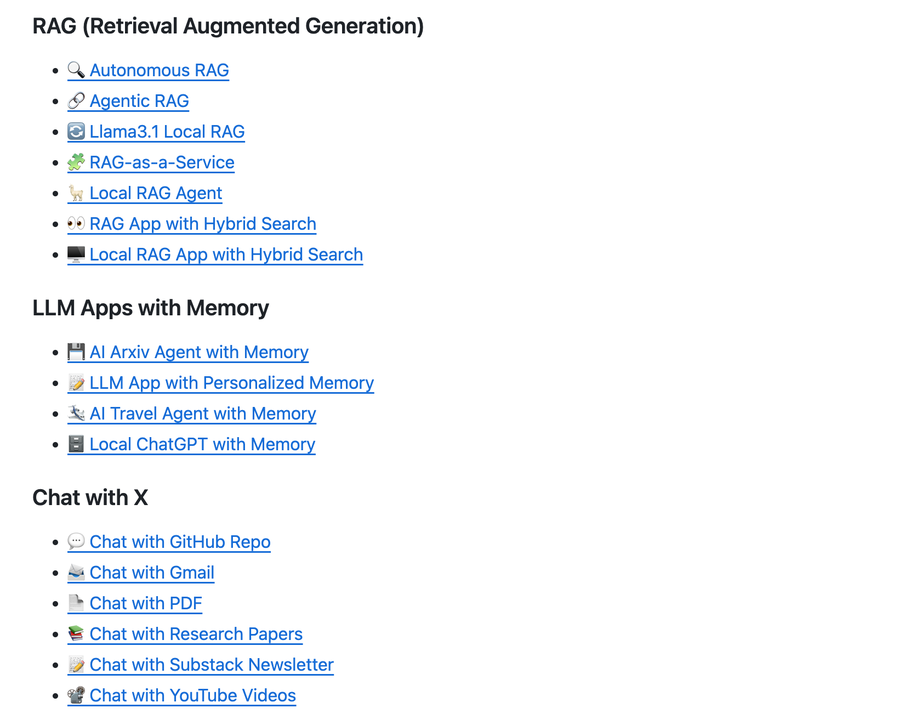 RAG (Retrieval Augmented Generation)
🔍 Autonomous RAG
🔗 Agentic RAG
🔄 Llama3.1 Local RAG
🧩 RAG-as-a-Service
🦙 Local RAG Agent
👀 RAG App with Hybrid Search
🖥️ Local RAG App with Hybrid Search
LLM Apps with Memory
💾 AI Arxiv Agent with Memory
📝 LLM App with Personalized Memory
🛩️ AI Travel Agent with Memory
🗄️ Local ChatGPT with Memory
Chat with X
💬 Chat with GitHub Repo
📨 Chat with Gmail
📄 Chat with PDF
📚 Chat with Research Papers
📝 Chat with Substack Newsletter
📽️ Chat with YouTube Videos